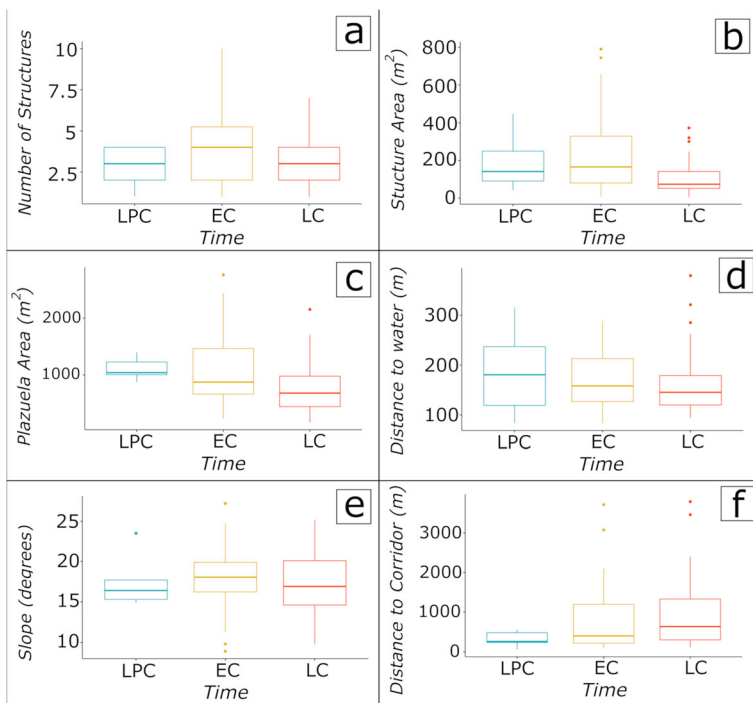 a
Number of Structures
10
7.5
5
2.5
LPC EC LC
Time
b
Stucture Area (m²)
800
600
400
200
0
LPC EC LC
Time
c
Plazuela Area (m²)
2000
1000
LPC EC LC
Time
d
Distance to water (m)
300
200
100
LPC EC LC
Time
e
Slope (degrees)
25
20
15
10
LPC EC LC
Time
f
Distance to Corridor (m)
3000
2000
1000
0
LPC EC LC
Time